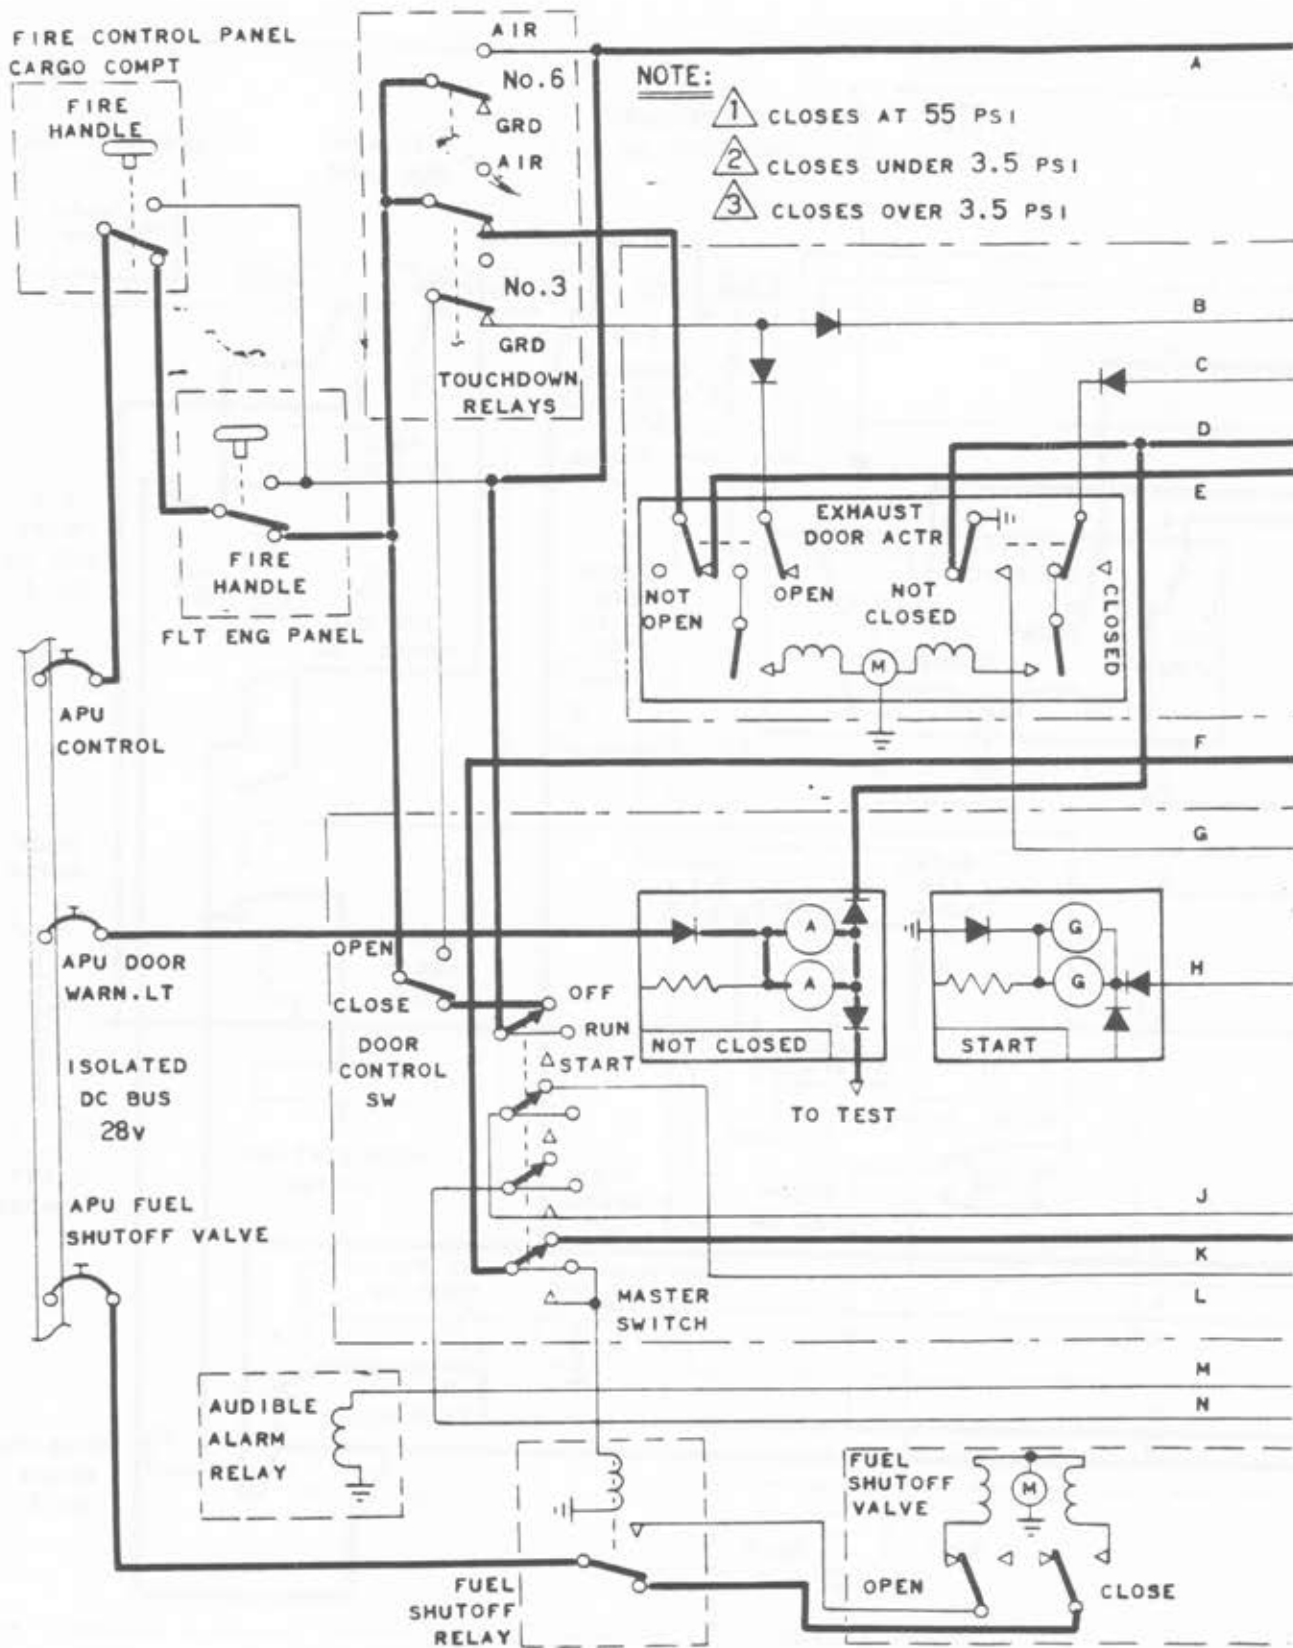 FIRE CONTROL PANEL
CARGO COMPT
FIRE
HANDLE
AIR
No.6
GRD
AIR
No.3
GRD
TOUCHDOWN
RELAYS
NOTE:
1 CLOSES AT 55 PSI
2 CLOSES UNDER 3.5 PSI
3 CLOSES OVER 3.5 PSI
A
B
C
D
E
FIRE
HANDLE
FLT ENG PANEL
EXHAUST
DOOR ACTR
NOT
OPEN
OPEN
NOT
CLOSED
CLOSED
M
APU
CONTROL
F
G
APU DOOR
WARN.LT
ISOLATED
DC BUS
28V
OPEN
CLOSE
DOOR
CONTROL
SW
OFF
RUN
START
A
A
NOT CLOSED
TO TEST
G
G
START
H
J
K
L
APU FUEL
SHUTOFF VALVE
MASTER
SWITCH
M
N
AUDIBLE
ALARM
RELAY
FUEL
SHUTOFF
RELAY
FUEL
SHUTOFF
VALVE
M
OPEN
CLOSE